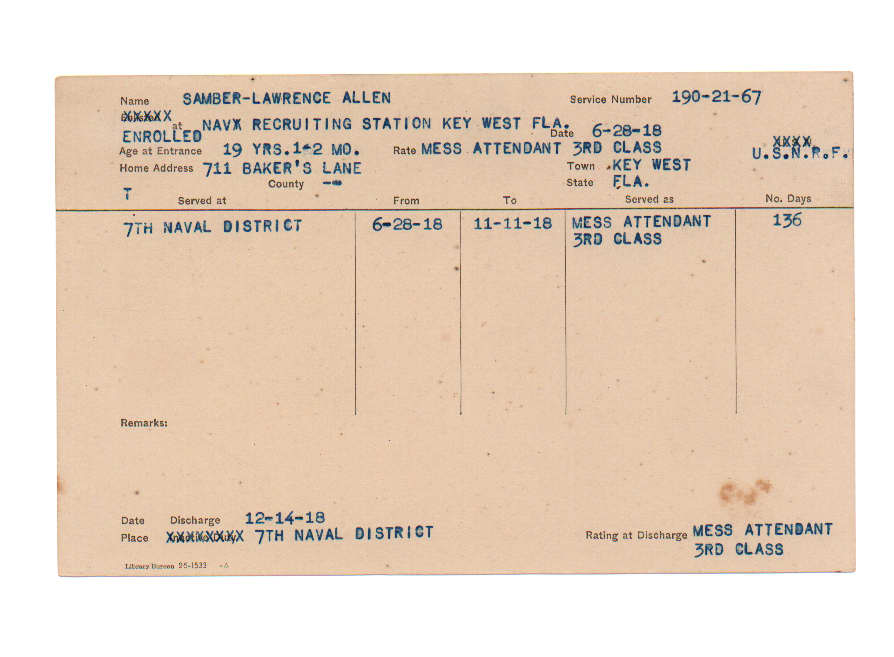 Name SAMBER-LAWRENCE ALLEN Service Number 190-21-67
XXXXX
at NAVY RECRUITING STATION KEY WEST FLA. Date 6-28-18
ENROLLED
XXXX
Age at Entrance 19 YRS. 1-2 MO. Rate MESS ATTENDANT 3RD CLASS U.S.N.R.F.
Home Address 711 BAKER'S LANE Town KEY WEST
County -- State FLA.
T
Served at From To Served as No. Days
7TH NAVAL DISTRICT 6-28-18 11-11-18 MESS ATTENDANT 136
3RD CLASS
Remarks:
Date Discharge 12-14-18
Place XXXXXXXXX 7TH NAVAL DISTRICT Rating at Discharge MESS ATTENDANT
3RD CLASS
Library Bureau 25-1533